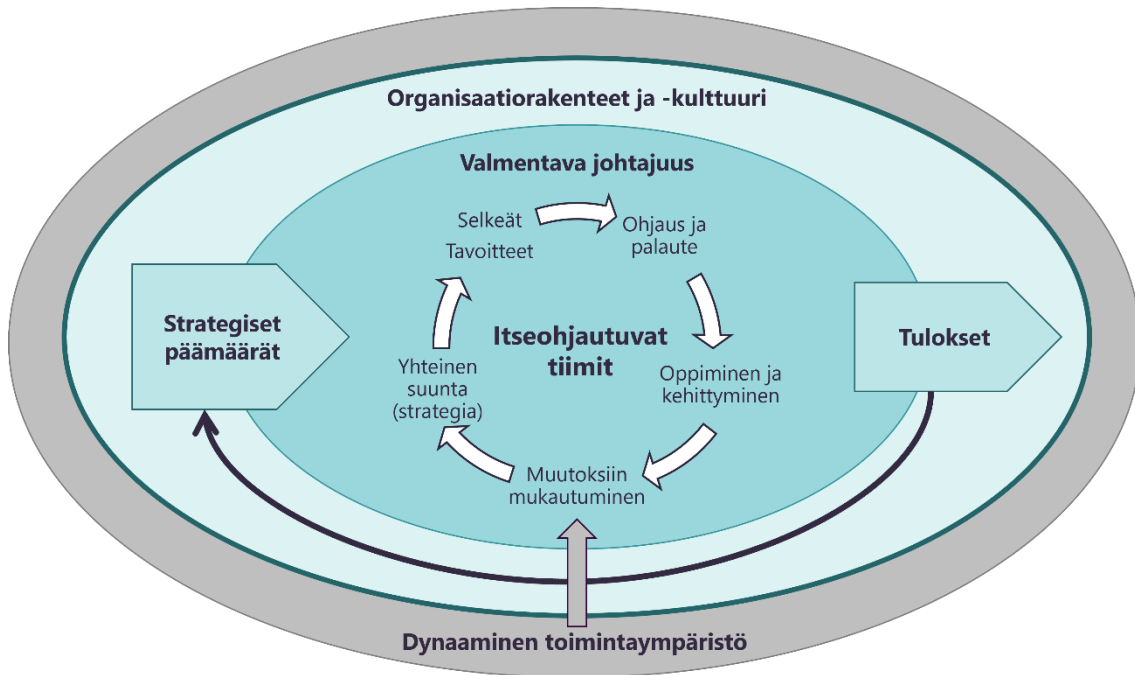 Organisaatiorakenteet ja -kulttuuri
Valmentava johtajuus
Selkeät
Tavoitteet
Ohjaus ja
palaute
Strategiset
päämäärät
Itseohjautuvat
tiimit
Tulokset
Yhteinen
suunta
(strategia)
Oppiminen ja
kehittyminen
Muutoksiin
mukautuminen
Dynaaminen toimintaympäristö